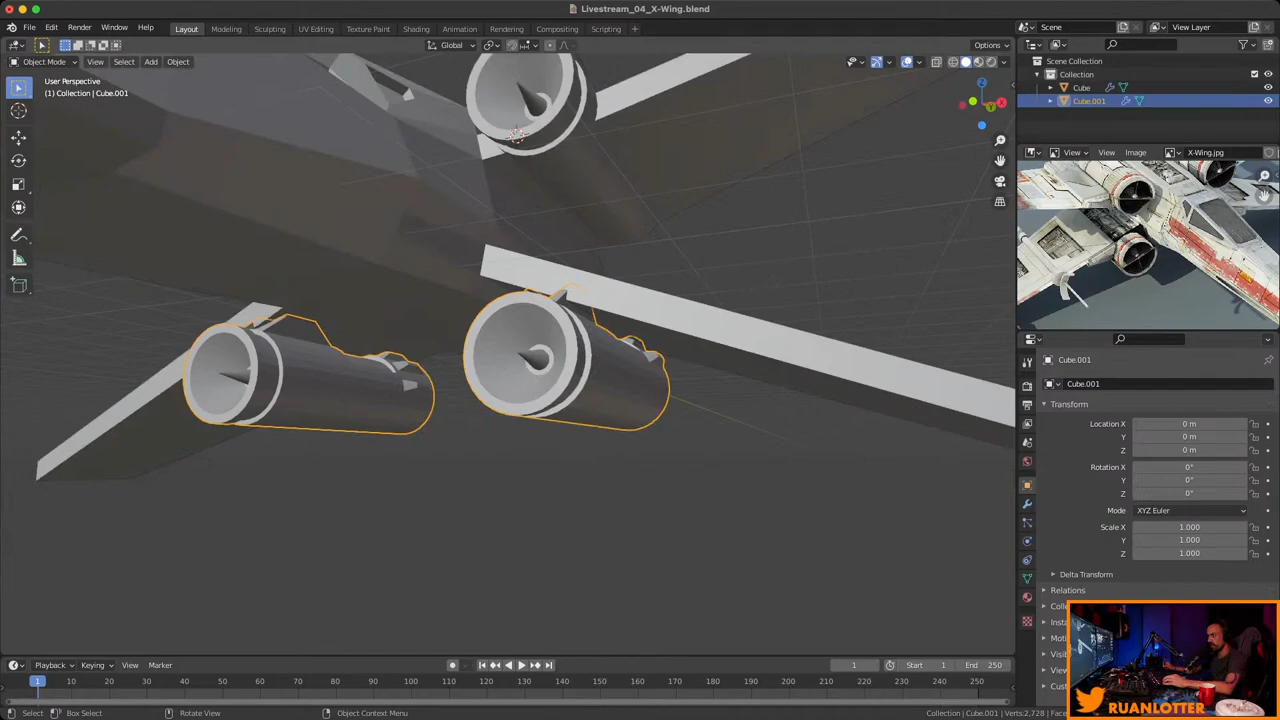 Livestream_04_X-Wing.blend
File Edit Render Window Help Layout Modeling Sculpting UV Editing Texture Paint Shading Animation Rendering Compositing Scripting Scene View Layer
Global Options
Object Mode View Select Add Object
User Perspective
(1) Collection | Cube.001
Scene Collection
Collection
Cube
Cube.001
View View Image X-Wing.jpg
Cube.001
Cube.001
Transform
Location X 0 m
Y 0 m
Z 0 m
Rotation X 0°
Y 0°
Z 0°
Mode XYZ Euler
Scale X 1.000
Y 1.000
Z 1.000
Delta Transform
Relations
Playback Keying View Marker 1 Start 1 End 250
1 10 20 30 40 50 60 70 80 90 100 110 120 130 140 150 160 170 180 190 200 210 220 230 240 250
Select Box Select Rotate View Object Context Menu Collection | Cube.001 | Verts:2,728 |
RUANLOTTER